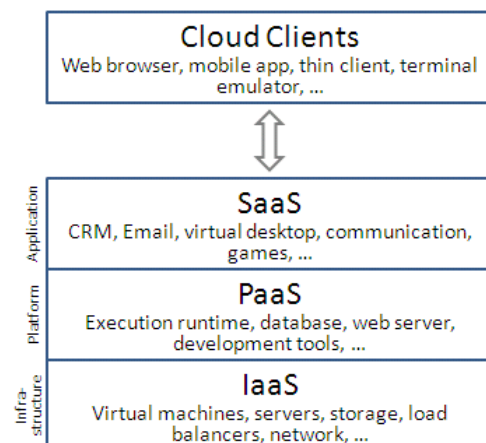 Cloud Clients
Web browser, mobile app, thin client, terminal
emulator, ...
Application
SaaS
CRM, Email, virtual desktop, communication,
games, ...
Platform
PaaS
Execution runtime, database, web server,
development tools, ...
Infra-
structure
IaaS
Virtual machines, servers, storage, load
balancers, network, ...